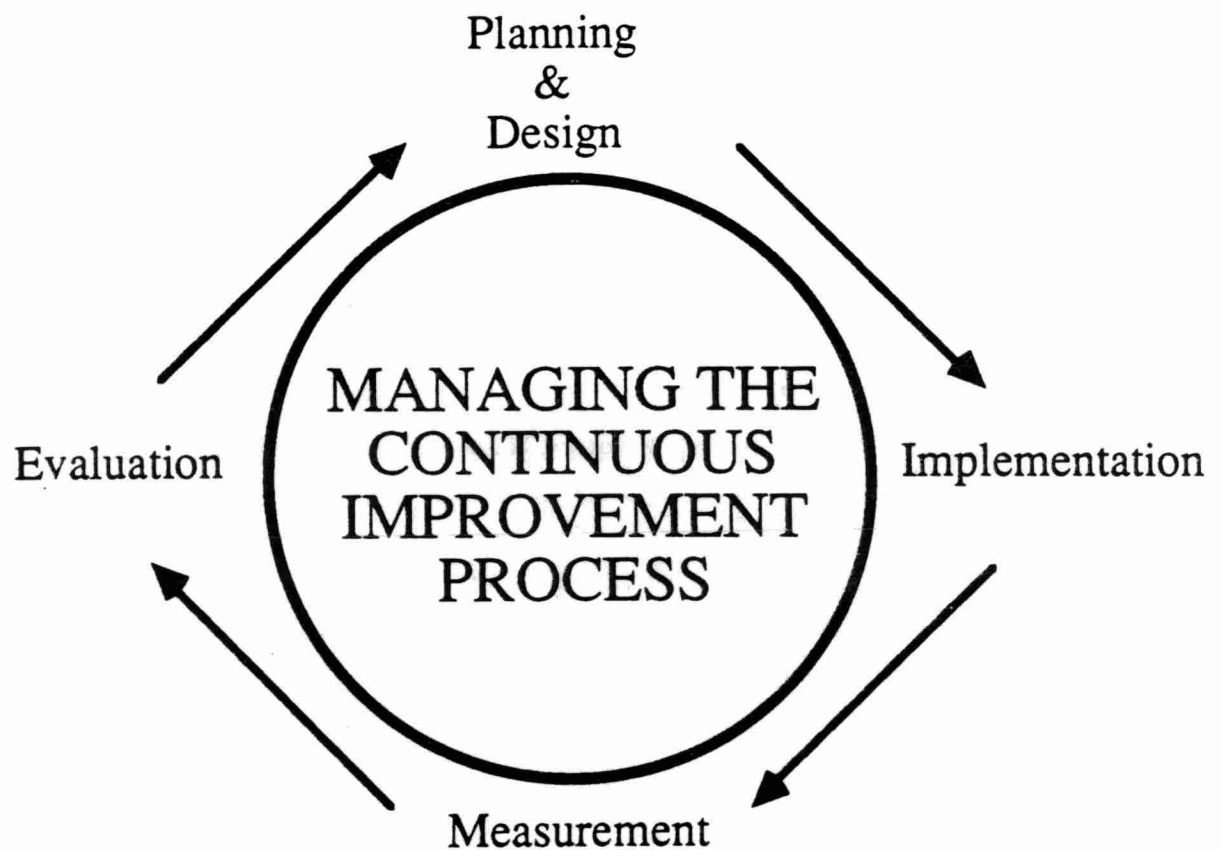 Planning
&
Design
Evaluation
MANAGING THE
CONTINUOUS
IMPROVEMENT
PROCESS
Implementation
Measurement